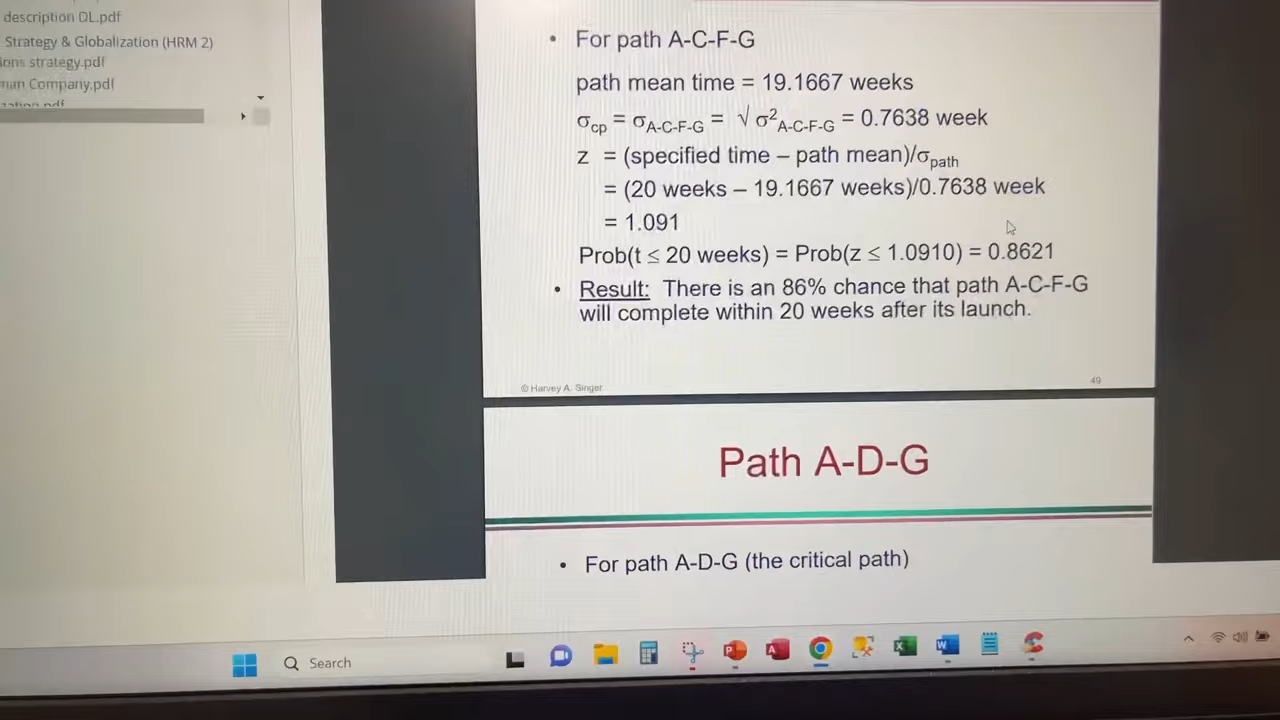 description DL.pdf
Strategy & Globalization (HRM 2)
ions strategy.pdf
Company.pdf
• For path A-C-F-G
path mean time = 19.1667 weeks
σcp = σA-C-F-G = √ σ²A-C-F-G = 0.7638 week
z = (specified time – path mean)/σpath
= (20 weeks – 19.1667 weeks)/0.7638 week
= 1.091
Prob(t ≤ 20 weeks) = Prob(z ≤ 1.0910) = 0.8621
• Result: There is an 86% chance that path A-C-F-G
will complete within 20 weeks after its launch.
© Harvey A. Singer
49
Path A-D-G
• For path A-D-G (the critical path)
Search